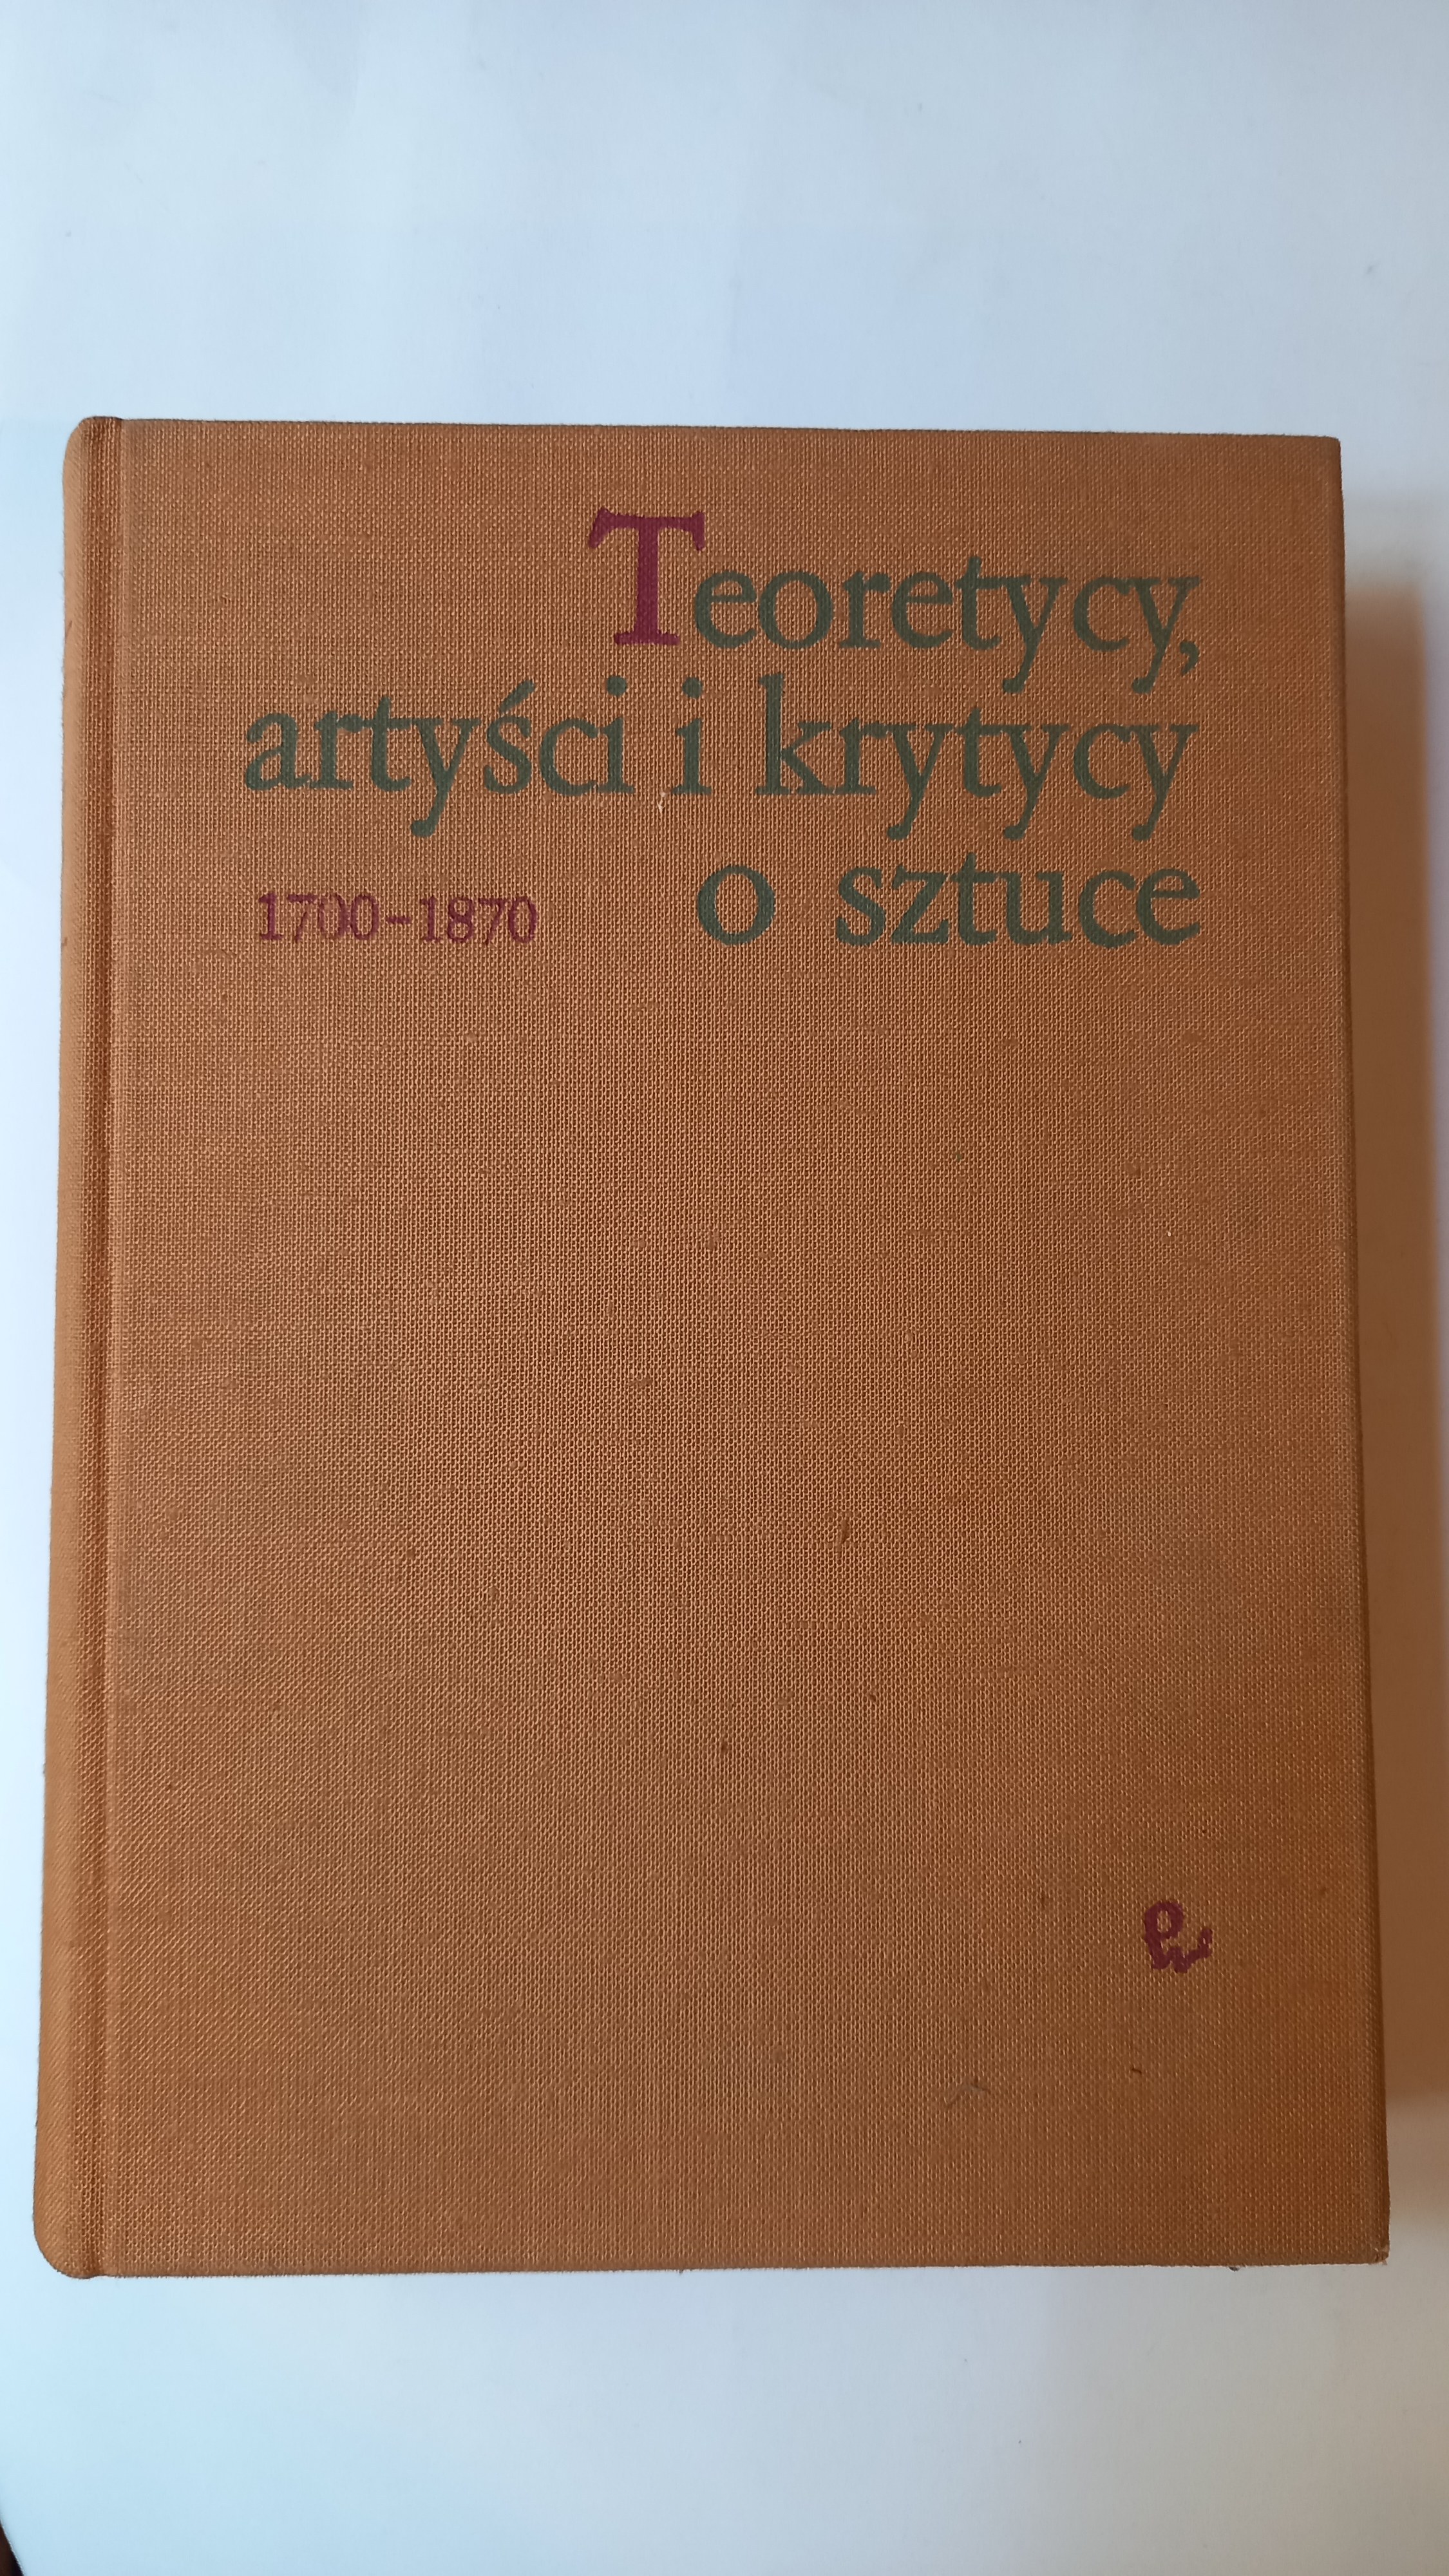 Teoretycy,
artyści i krytycy
1700-1870 o sztuce